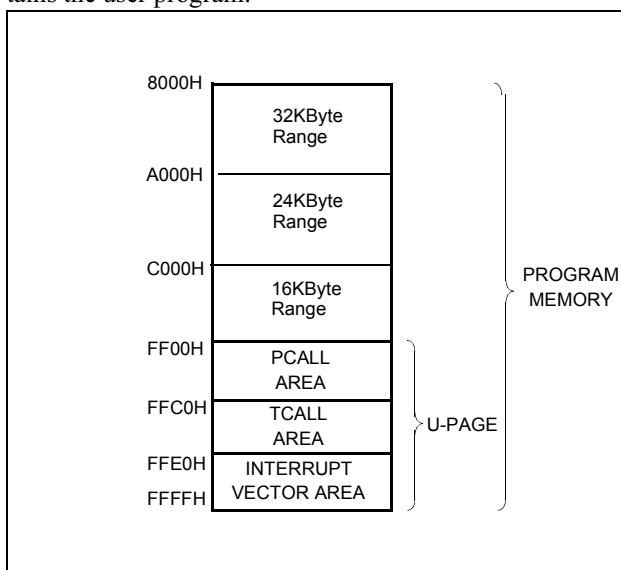 tains the user program.
8000H
32KByte
Range
A000H
24KByte
Range
C000H
16KByte
Range
PROGRAM
MEMORY
FF00H
PCALL
AREA
FFC0H
TCALL
AREA
U-PAGE
FFE0H
INTERRUPT
VECTOR AREA
FFFFH